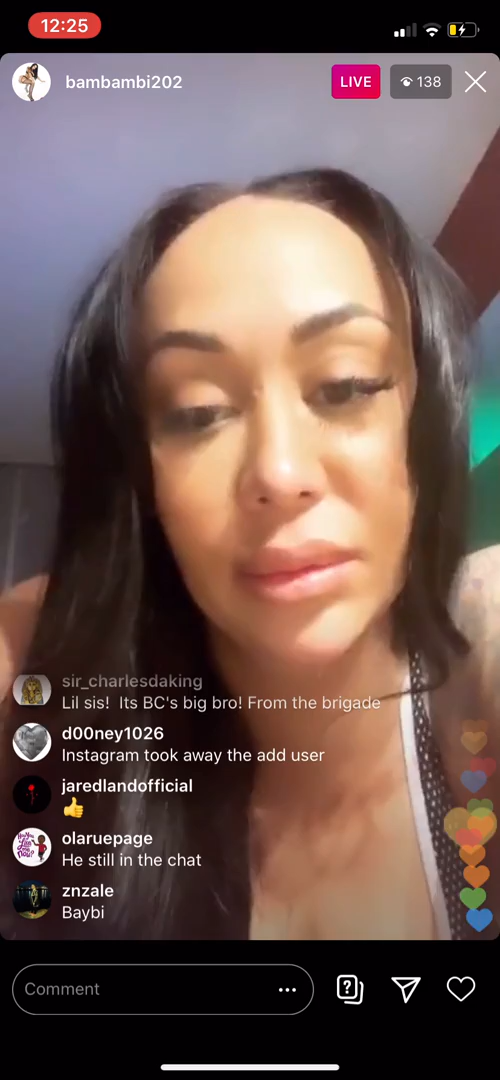 12:25
bambambi202
LIVE
138
sir_charlesdaking
Lil sis! Its BC's big bro! From the brigade
d00ney1026
Instagram took away the add user
jaredlandofficial
👍
olaruepage
He still in the chat
znzale
Baybi
Comment